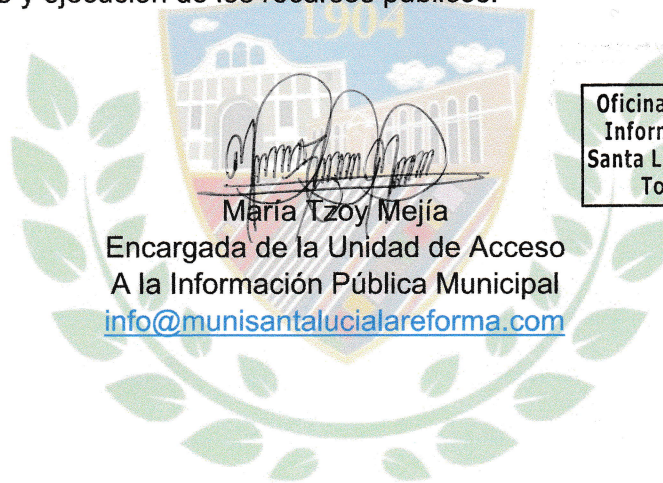 y ejecución de los recursos públicos.
1904
Oficina
Inform
Santa L
To
María Tzoy Mejía
Encargada de la Unidad de Acceso
A la Información Pública Municipal
info@munisantalucialareforma.com